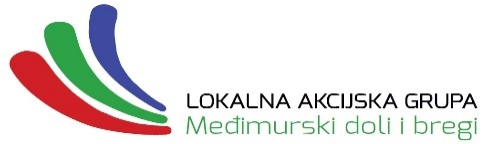 LOKALNA AKCIJSKA GRUPA
Međimurski doli i bregi